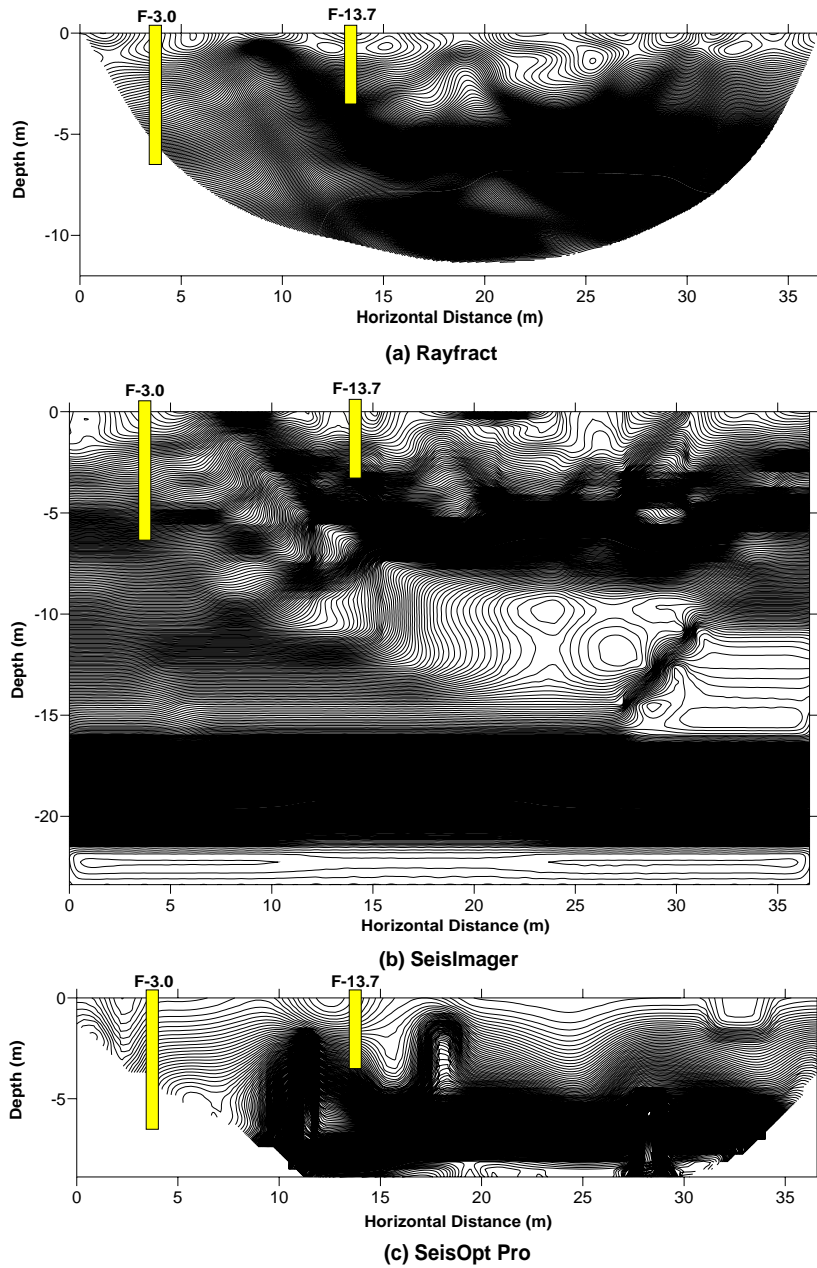 F-3.0 F-13.7
0
-5
-10
Depth (m)
0 5 10 15 20 25 30 35
Horizontal Distance (m)
(a) Rayfract
F-3.0 F-13.7
0
-5
-10
-15
-20
Depth (m)
0 5 10 15 20 25 30 35
Horizontal Distance (m)
(b) SeisImager
F-3.0 F-13.7
0
-5
Depth (m)
0 5 10 15 20 25 30 35
Horizontal Distance (m)
(c) SeisOpt Pro